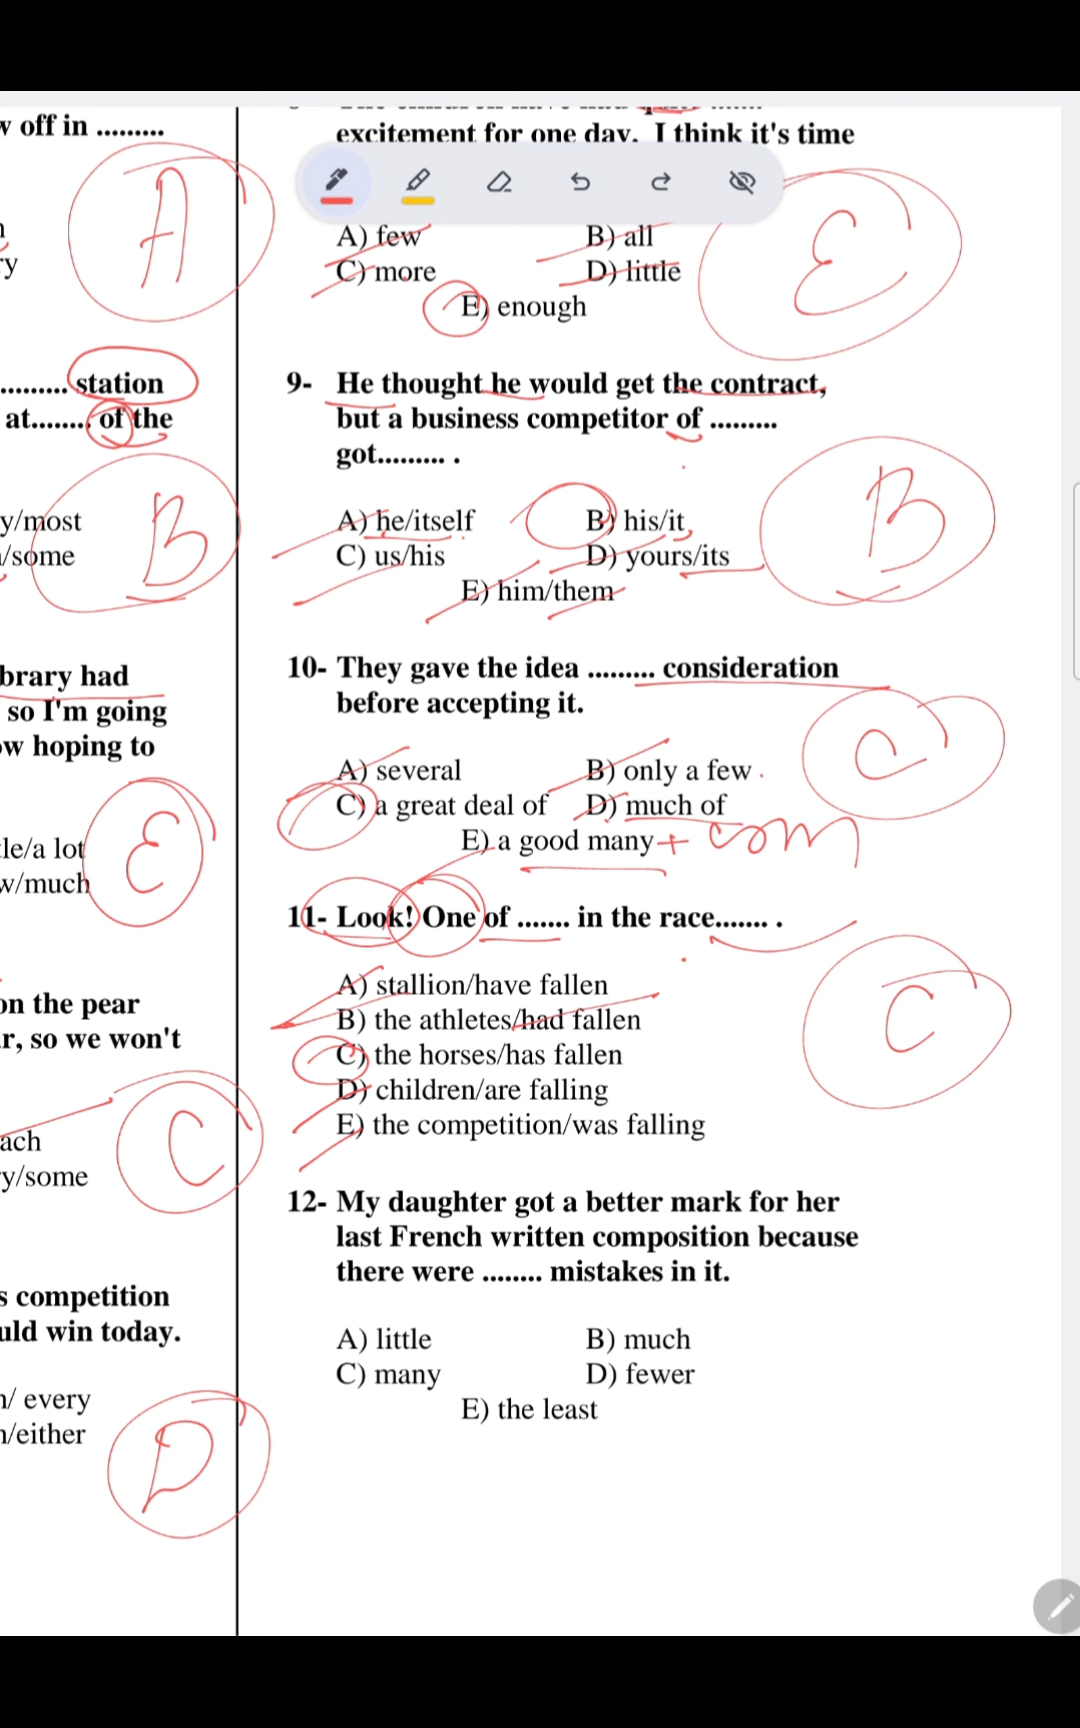 w off in .........
A
y
......... station
at........ of the
y/most
/some
B
brary had
so I'm going
ow hoping to
le/a lot
w/much
E
on the pear
r, so we won't
ach
y/some
C
s competition
uld win today.
/ every
/either
D
excitement for one day. I think it's time
A) few B) all
C) more D) little
E) enough
E
9- He thought he would get the contract,
but a business competitor of .........
got.......... .
A) he/itself B) his/it
C) us/his D) yours/its
E) him/them
B
10- They gave the idea ......... consideration
before accepting it.
A) several B) only a few
C) a great deal of D) much of
E) a good many + com
C
11- Look! One of ....... in the race....... .
A) stallion/have fallen
B) the athletes/had fallen
C) the horses/has fallen
D) children/are falling
E) the competition/was falling
C
12- My daughter got a better mark for her
last French written composition because
there were ........ mistakes in it.
A) little B) much
C) many D) fewer
E) the least